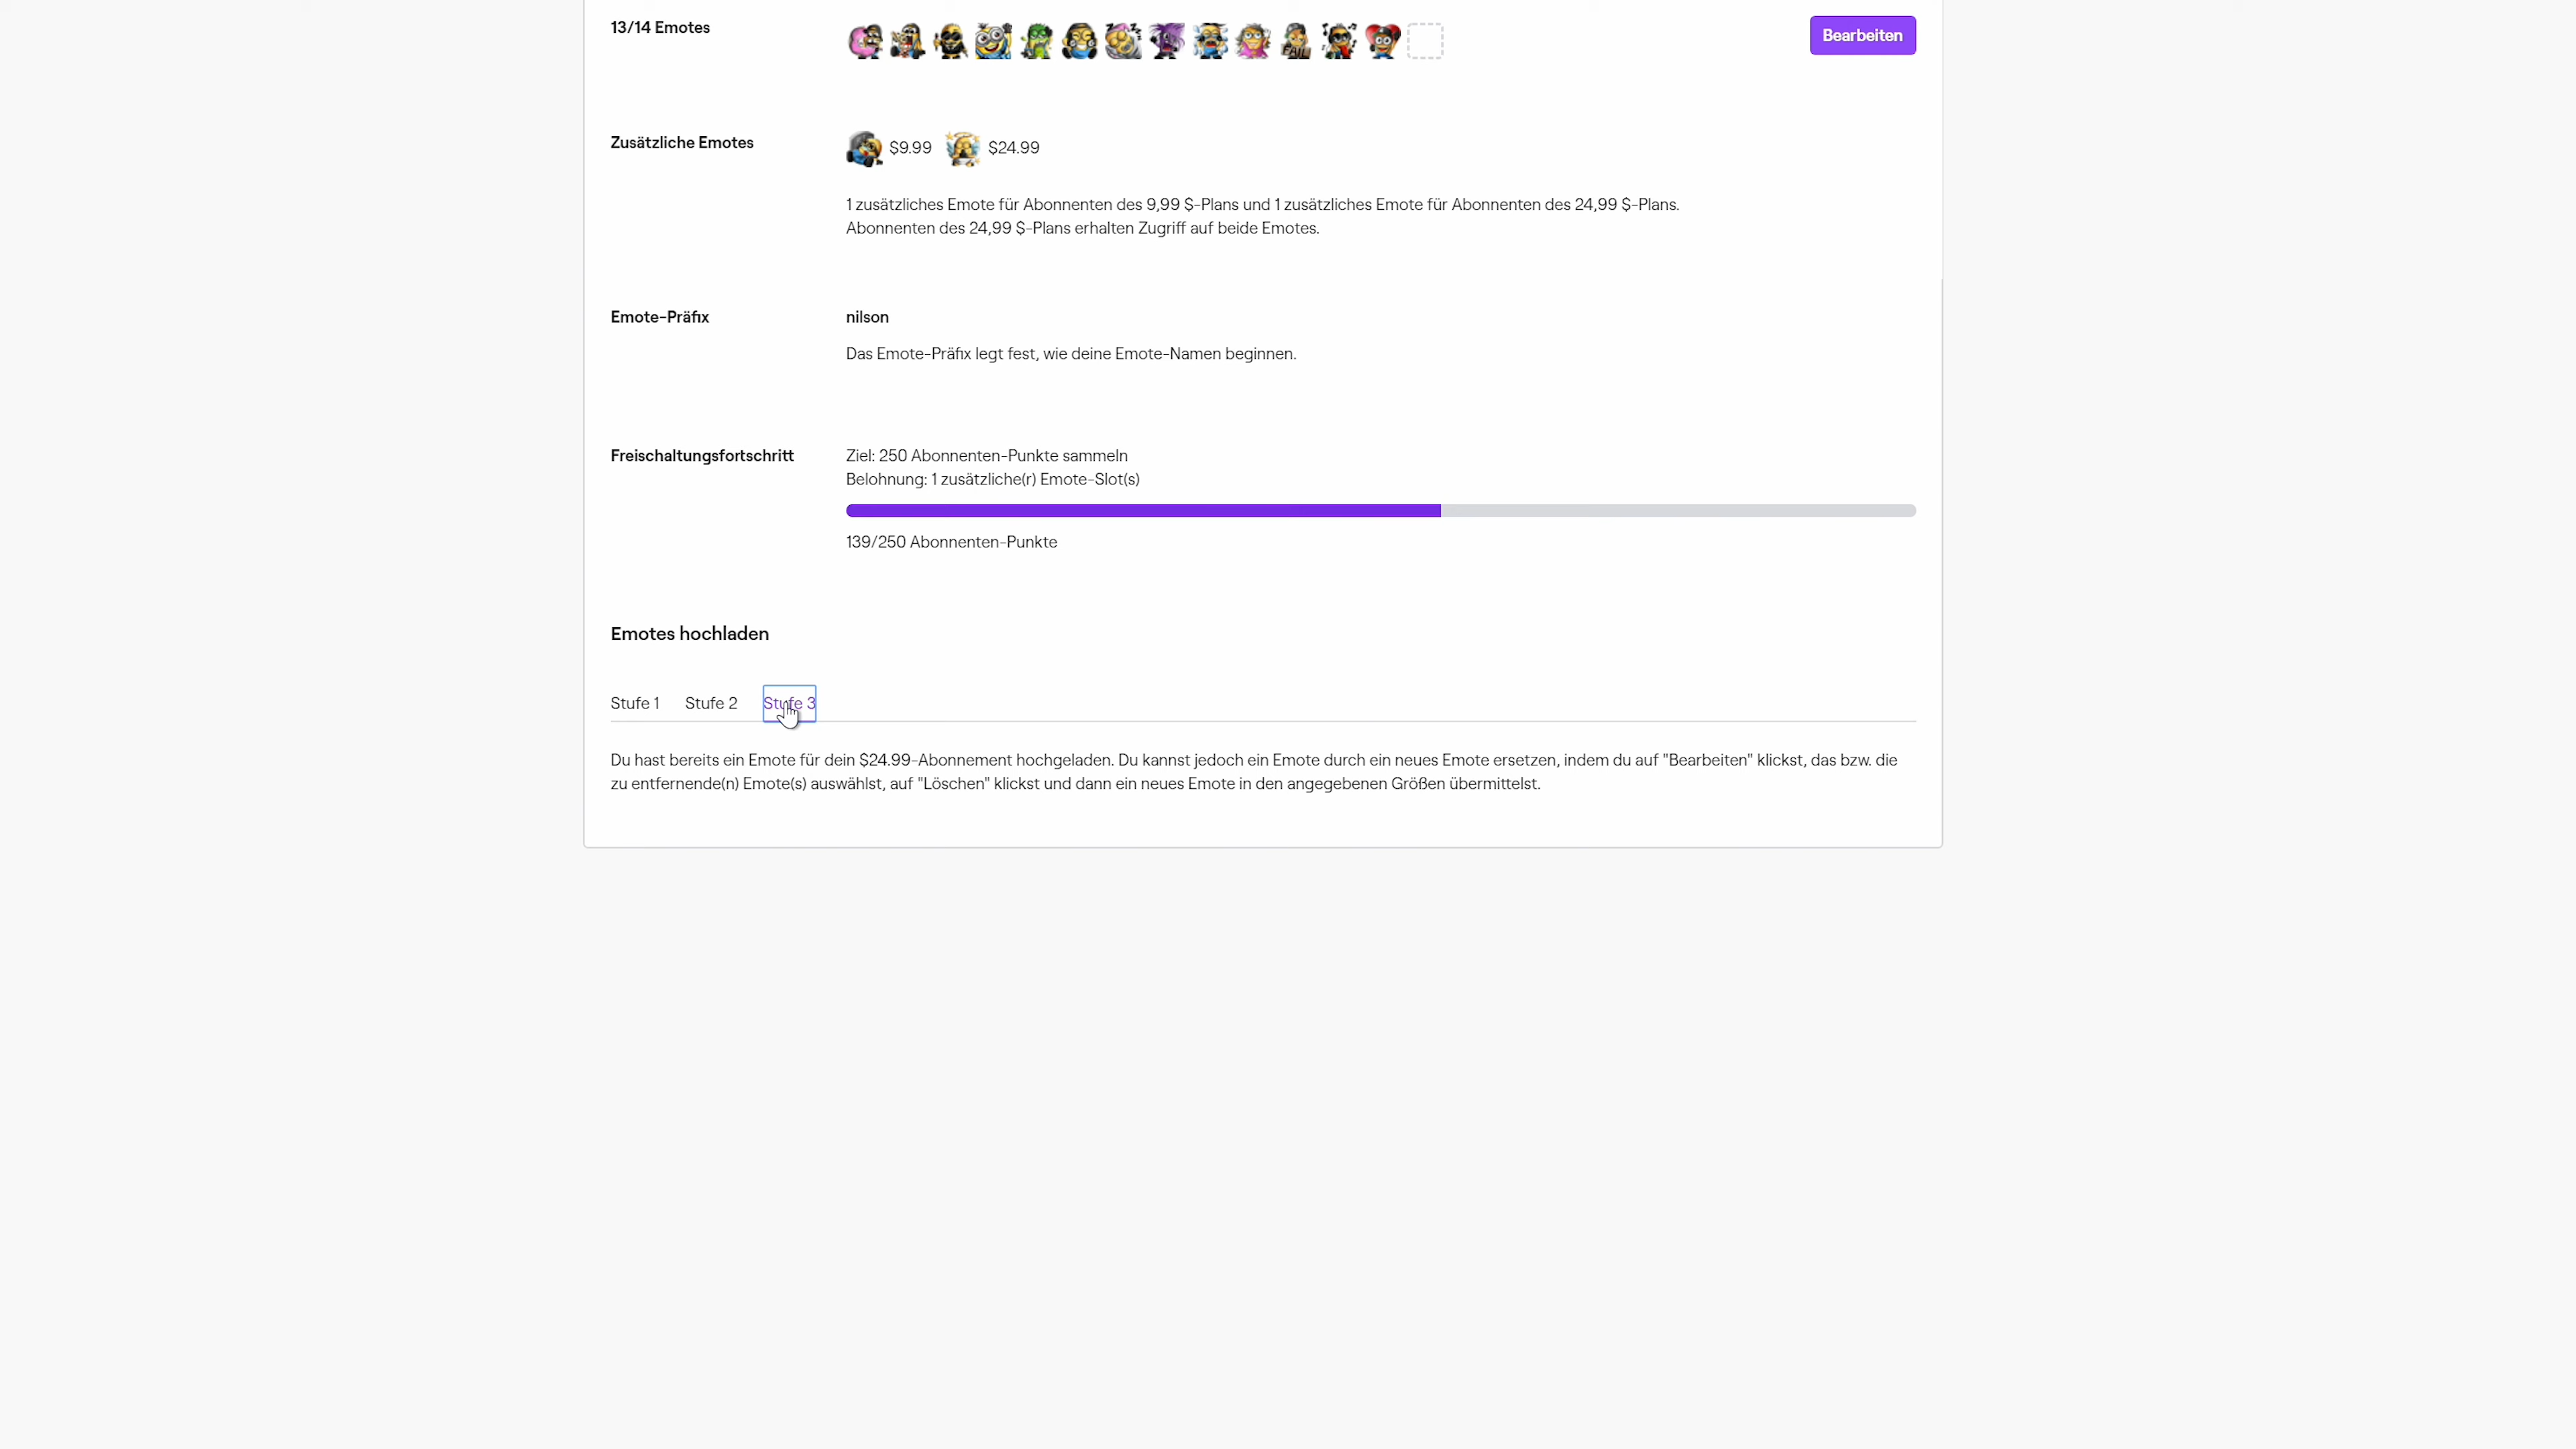 13/14 Emotes
FAIL
Bearbeiten
Zusätzliche Emotes
$9.99
$24.99
1 zusätzliches Emote für Abonnenten des 9,99 $-Plans und 1 zusätzliches Emote für Abonnenten des 24,99 $-Plans.
Abonnenten des 24,99 $-Plans erhalten Zugriff auf beide Emotes.
Emote-Präfix
nilson
Das Emote-Präfix legt fest, wie deine Emote-Namen beginnen.
Freischaltungsfortschritt
Ziel: 250 Abonnenten-Punkte sammeln
Belohnung: 1 zusätzliche(r) Emote-Slot(s)
139/250 Abonnenten-Punkte
Emotes hochladen
Stufe 1
Stufe 2
Stufe 3
Du hast bereits ein Emote für dein $24.99-Abonnement hochgeladen. Du kannst jedoch ein Emote durch ein neues Emote ersetzen, indem du auf "Bearbeiten" klickst, das bzw. die
zu entfernende(n) Emote(s) auswählst, auf "Löschen" klickst und dann ein neues Emote in den angegebenen Größen übermittelst.